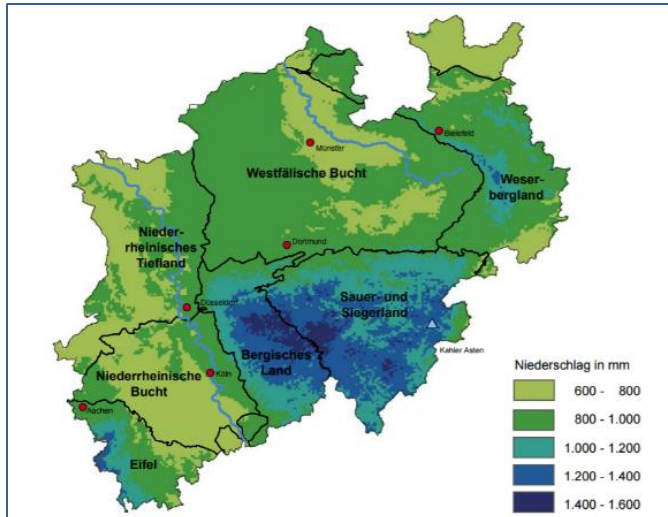 Münster
Bielefeld
Westfälische Bucht
Weser-
bergland
Nieder-
rheinisches
Tiefland
Dortmund
Düsseldorf
Sauer- und
Siegerland
Kahler Asten
Bergisches
Land
Niederrheinische
Bucht
Köln
Aachen
Eifel
Niederschlag in mm
600 - 800
800 - 1.000
1.000 - 1.200
1.200 - 1.400
1.400 - 1.600